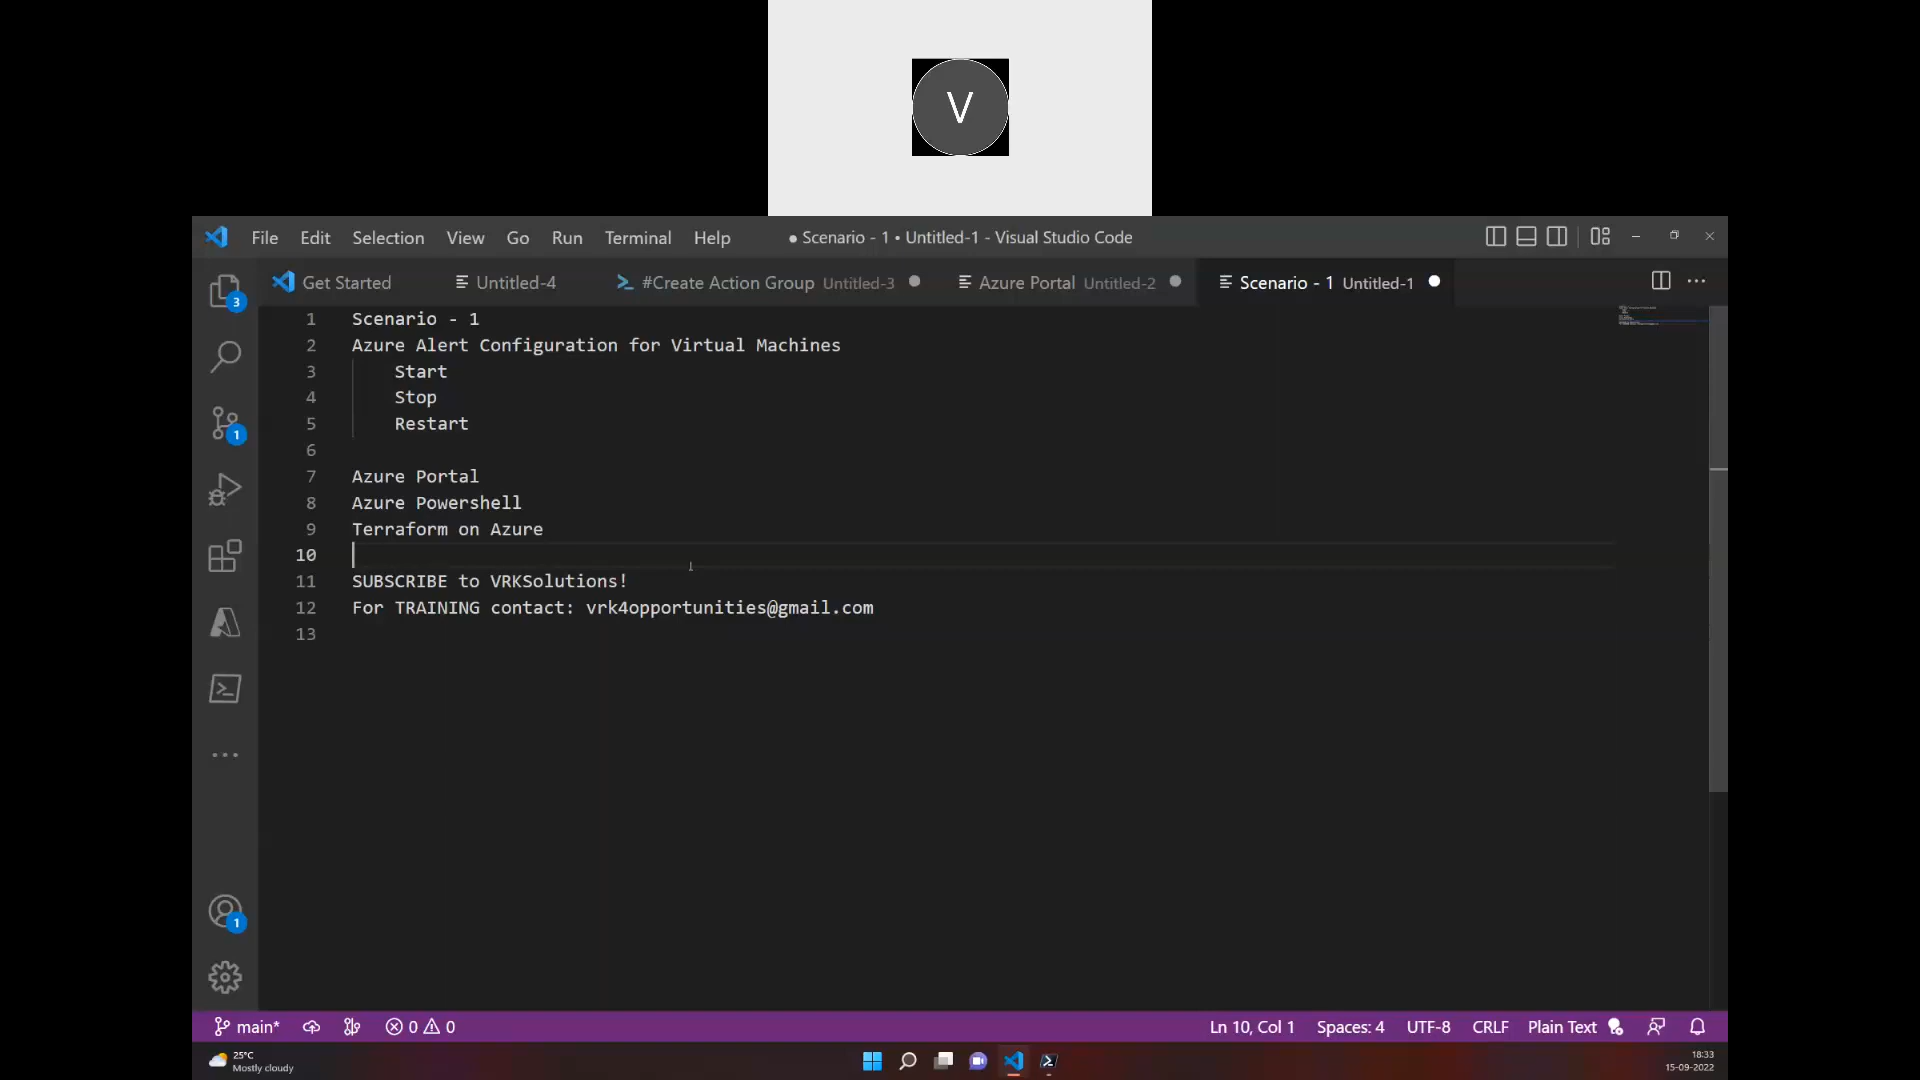 V
File Edit Selection View Go Run Terminal Help ● Scenario - 1 • Untitled-1 - Visual Studio Code
Get Started Untitled-4 #Create Action Group Untitled-3 Azure Portal Untitled-2 Scenario - 1 Untitled-1
1 Scenario - 1
2 Azure Alert Configuration for Virtual Machines
3 Start
4 Stop
5 Restart
6
7 Azure Portal
8 Azure Powershell
9 Terraform on Azure
10
11 SUBSCRIBE to VRKSolutions!
12 For TRAINING contact: vrk4opportunities@gmail.com
13
3
1
1
main* 0 0 Ln 10, Col 1 Spaces: 4 UTF-8 CRLF Plain Text
25°C
Mostly cloudy
18:33
15-09-2022